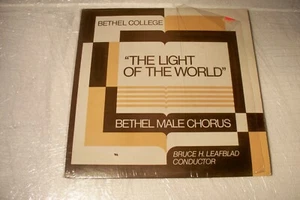 BETHEL COLLEGE
"THE LIGHT
OF THE WORLD"
BETHEL MALE CHORUS
BRUCE H. LEAFBLAD
CONDUCTOR